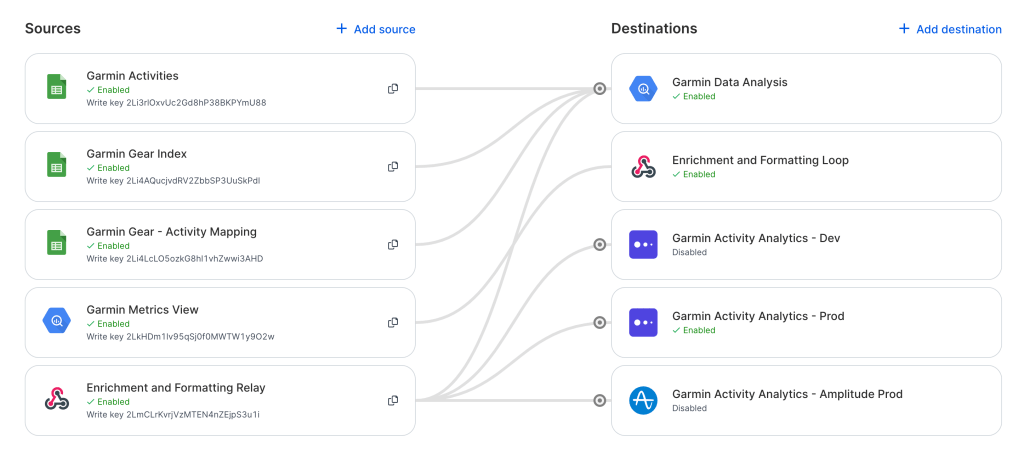 Sources
+ Add source
Garmin Activities
Enabled
Write key 2Li3rlOxvUc2Gd8hP38BKPYmU88
Garmin Gear Index
Enabled
Write key 2Li4AQucjvdRV2ZbbSP3UuSkPdl
Garmin Gear - Activity Mapping
Enabled
Write key 2Li4LcLO5ozkG8hI1vhZwwi3AHD
Garmin Metrics View
Enabled
Write key 2LkHDm1lv95qSj0f0MWTW1y9O2w
Enrichment and Formatting Relay
Enabled
Write key 2LmCLrKvrjVzMTEN4nZEjpS3u1i
Destinations
+ Add destination
Garmin Data Analysis
Enabled
Enrichment and Formatting Loop
Enabled
Garmin Activity Analytics - Dev
Disabled
Garmin Activity Analytics - Prod
Enabled
Garmin Activity Analytics - Amplitude Prod
Disabled